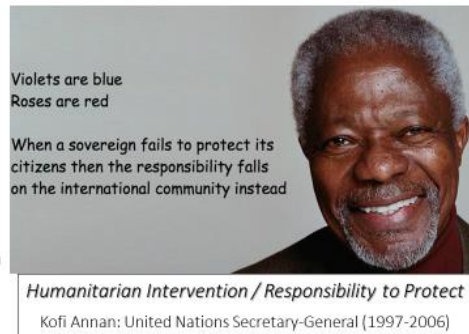 Violets are blue
Roses are red
When a sovereign fails to protect its
citizens then the responsibility falls
on the international community instead
Humanitarian Intervention / Responsibility to Protect
Kofi Annan: United Nations Secretary-General (1997-2006)